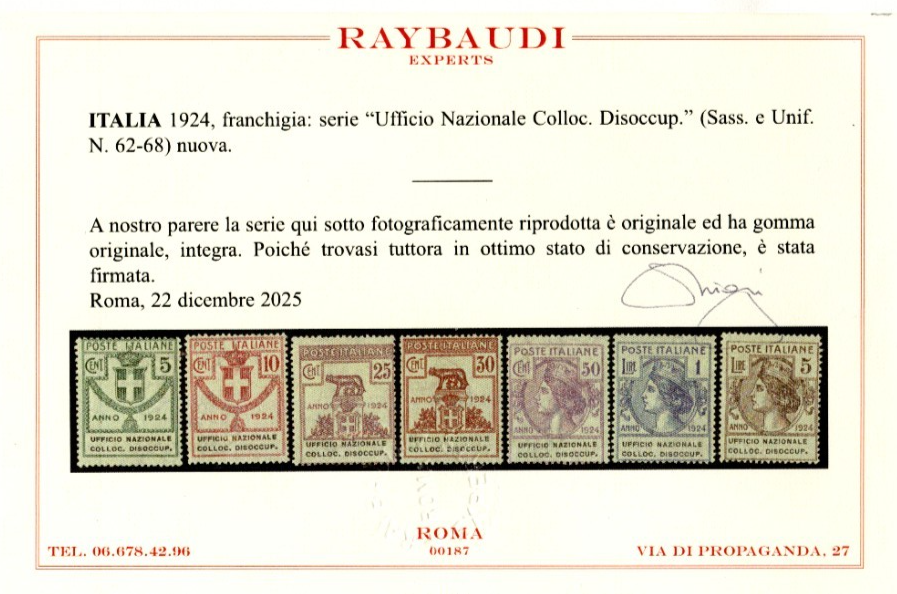 RAYBAUDI
EXPERTS
ITALIA 1924, franchigia: serie “Ufficio Nazionale Colloc. Disoccup.” (Sass. e Unif.
N. 62-68) nuova.
A nostro parere la serie qui sotto fotograficamente riprodotta è originale ed ha gomma
originale, integra. Poiché trovasi tuttora in ottimo stato di conservazione, è stata
firmata.
Roma, 22 dicembre 2025
POSTE ITALIANE
CENT 5
ANNO 1924
UFFICIO NAZIONALE
COLLOC. DISOCCUP.
POSTE ITALIANE
CENT 10
ANNO 1924
UFFICIO NAZIONALE
COLLOC. DISOCCUP.
POSTE ITALIANE
CENT 25
ANNO 1924
UFFICIO NAZIONALE
COLLOC. DISOCCUP.
POSTE ITALIANE
CENT 30
ANNO 1924
UFFICIO NAZIONALE
COLLOC. DISOCCUP.
POSTE ITALIANE
CENT 50
ANNO 1924
UFFICIO NAZIONALE
COLLOC. DISOCCUP.
POSTE ITALIANE
LIRE 1
ANNO 1924
UFFICIO NAZIONALE
COLLOC. DISOCCUP.
POSTE ITALIANE
LIRE 5
ANNO 1924
UFFICIO NAZIONALE
COLLOC. DISOCCUP.
ROMA
TEL. 06.678.42.96 00187 VIA DI PROPAGANDA, 27